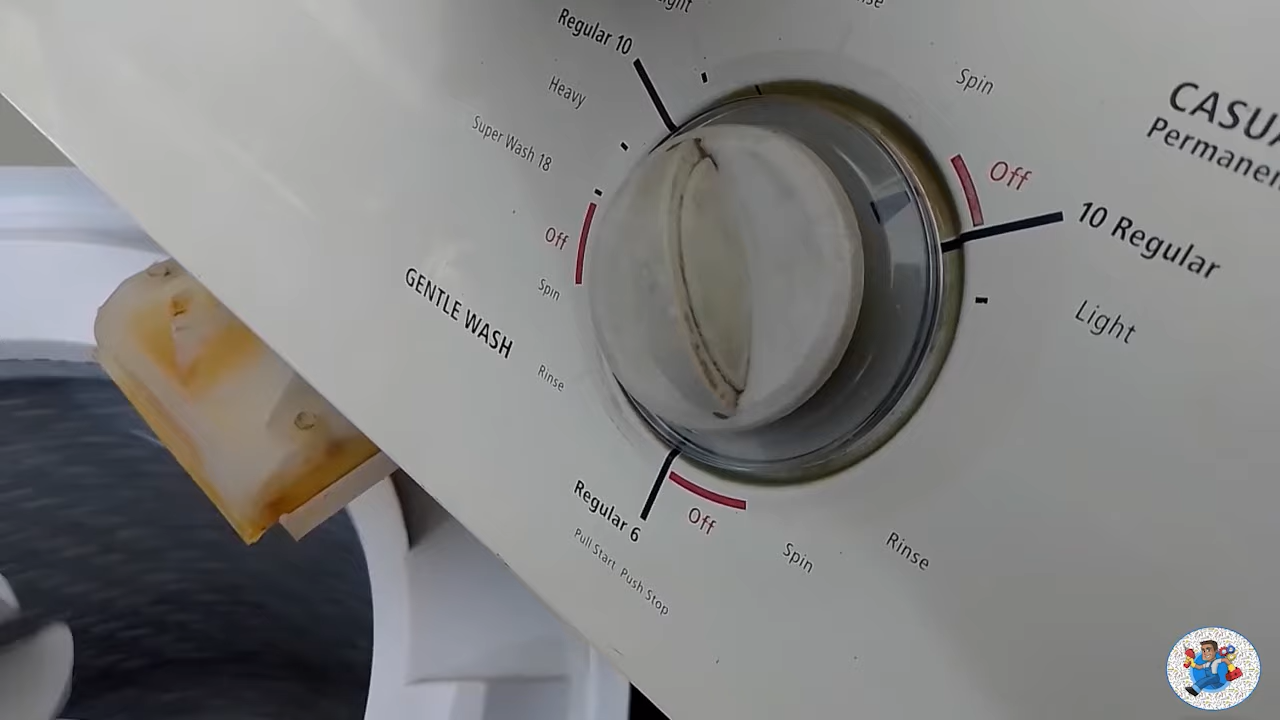 Regular 10
Heavy
Super Wash 18
Off
Spin
GENTLE WASH
Rinse
Regular 6
Pull Start Push Stop
Off
Spin
Rinse
Spin
Off
10 Regular
Light
Permanen